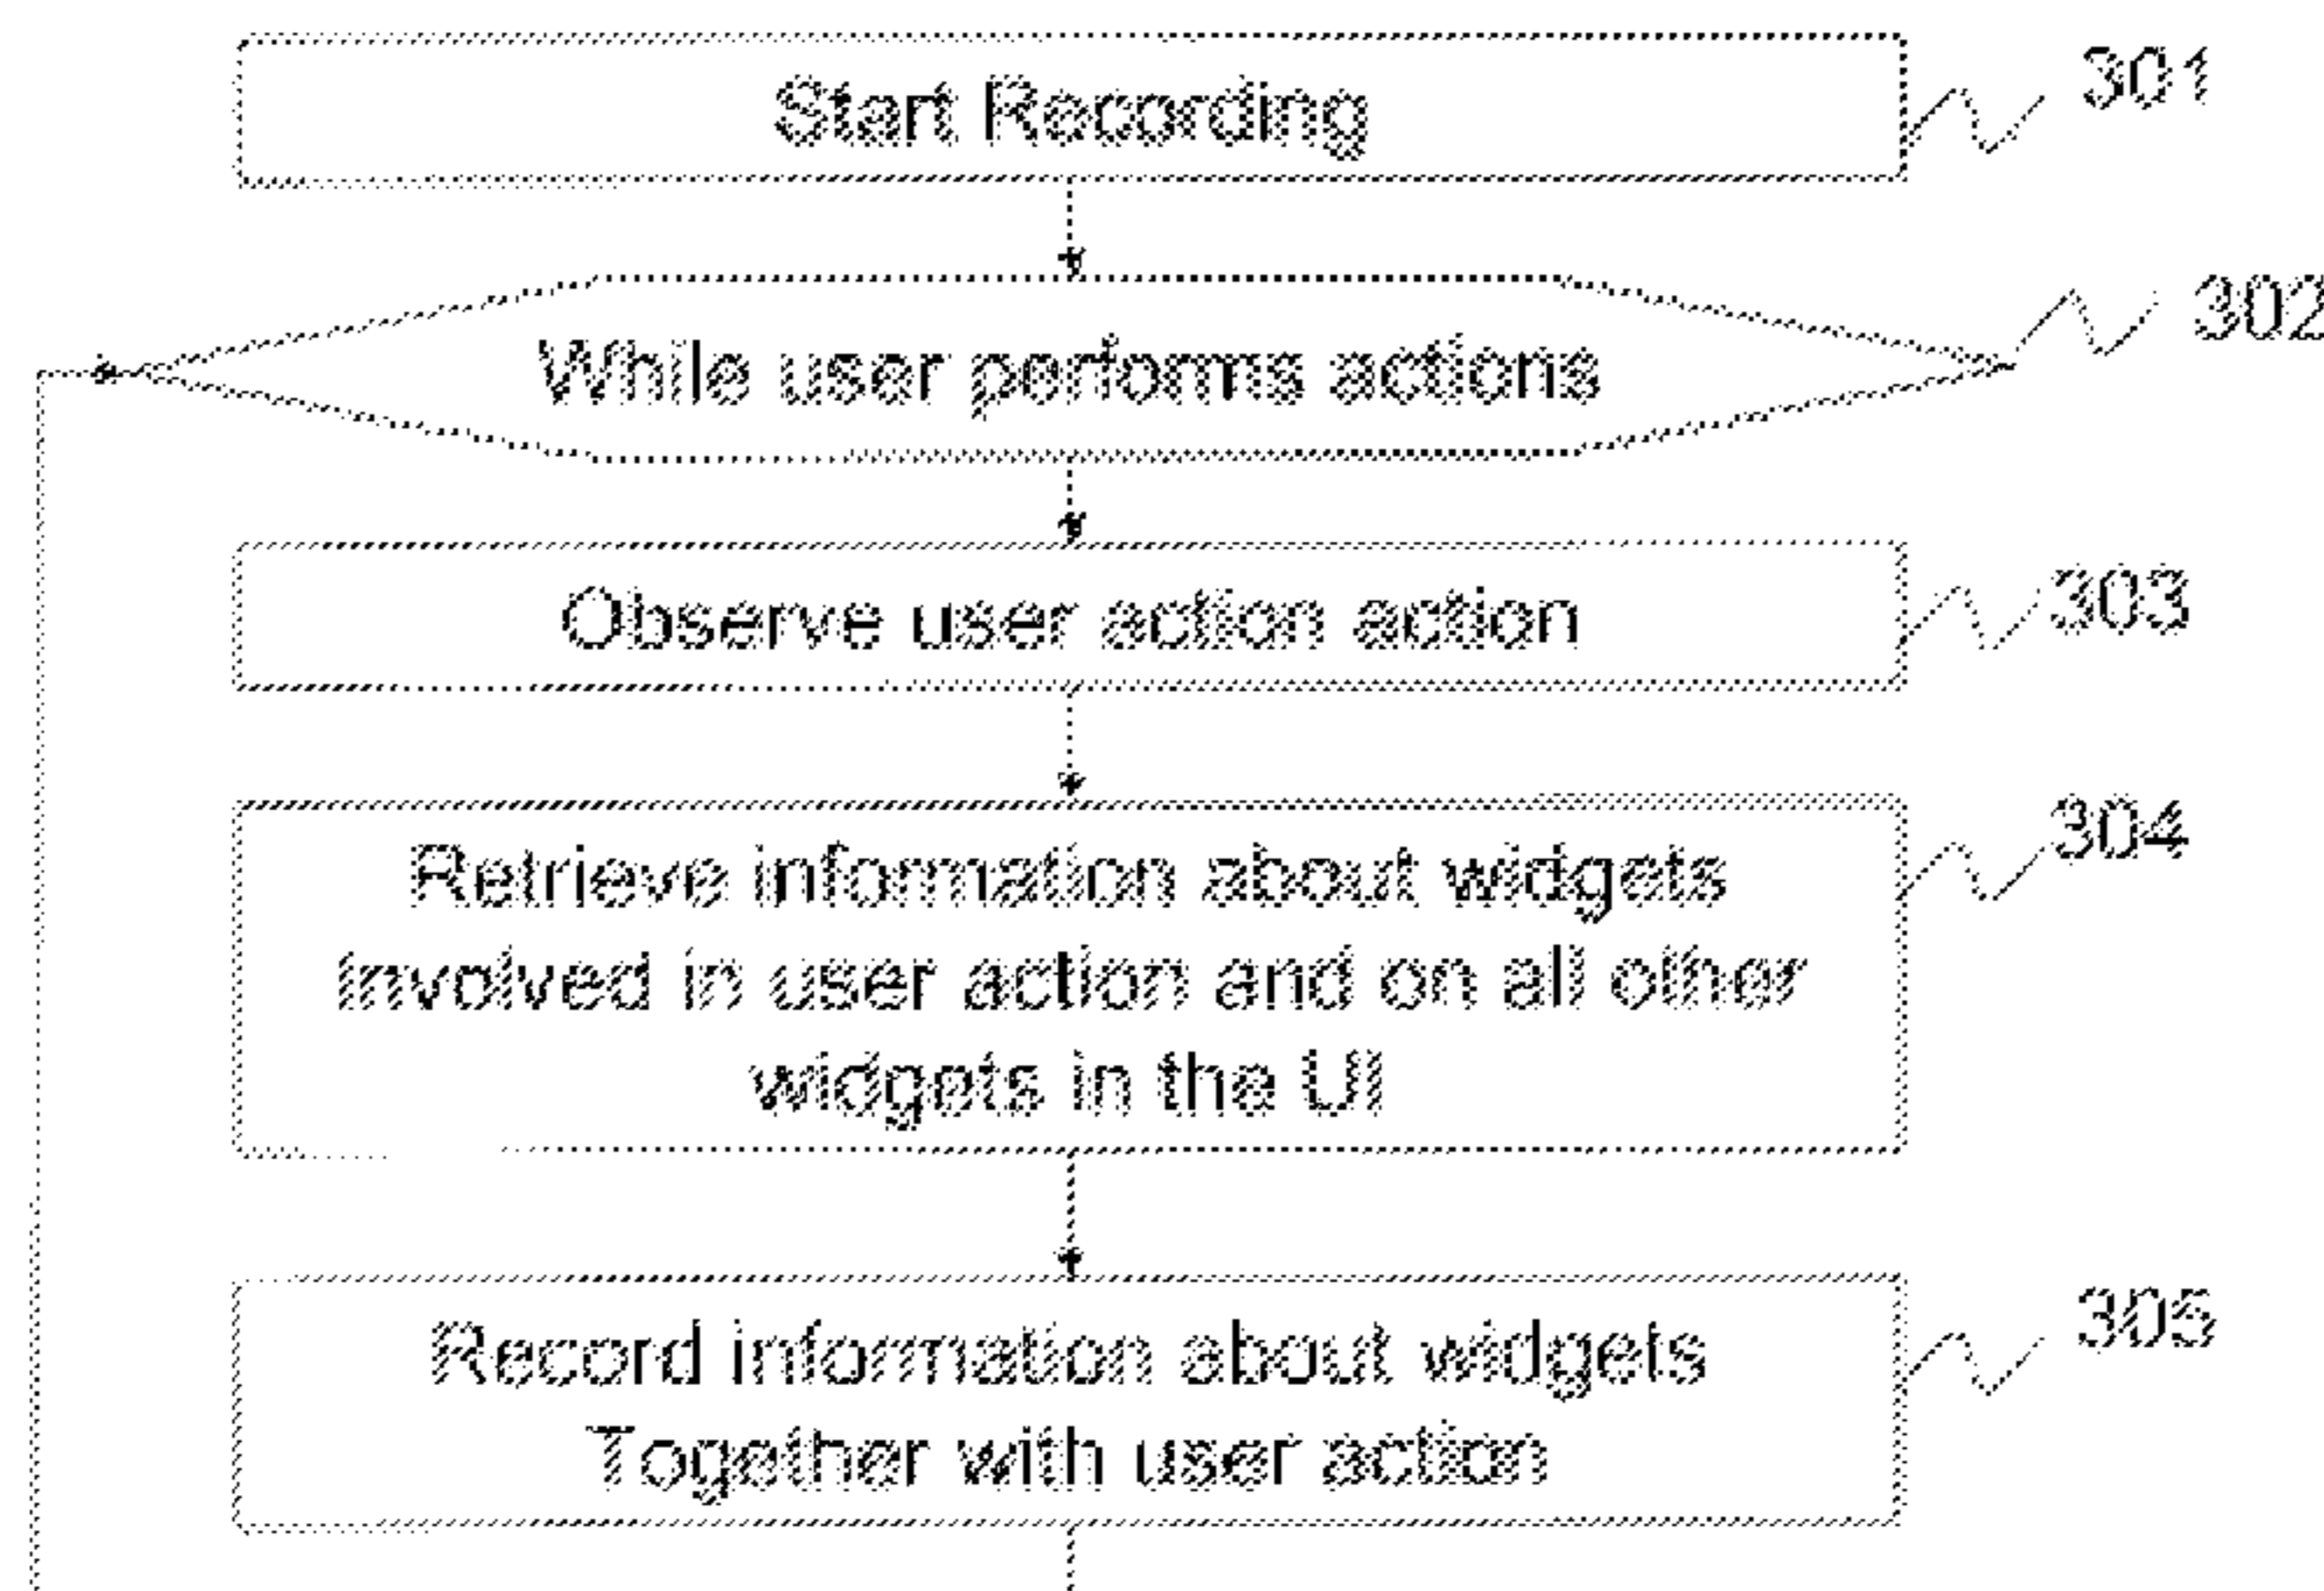 Start Recording
301
While user performs actions
302
Observe user action action
303
Retrieve information about widgets
involved in user action and on all other
widgets in the UI
304
Record information about widgets
Together with user action
305